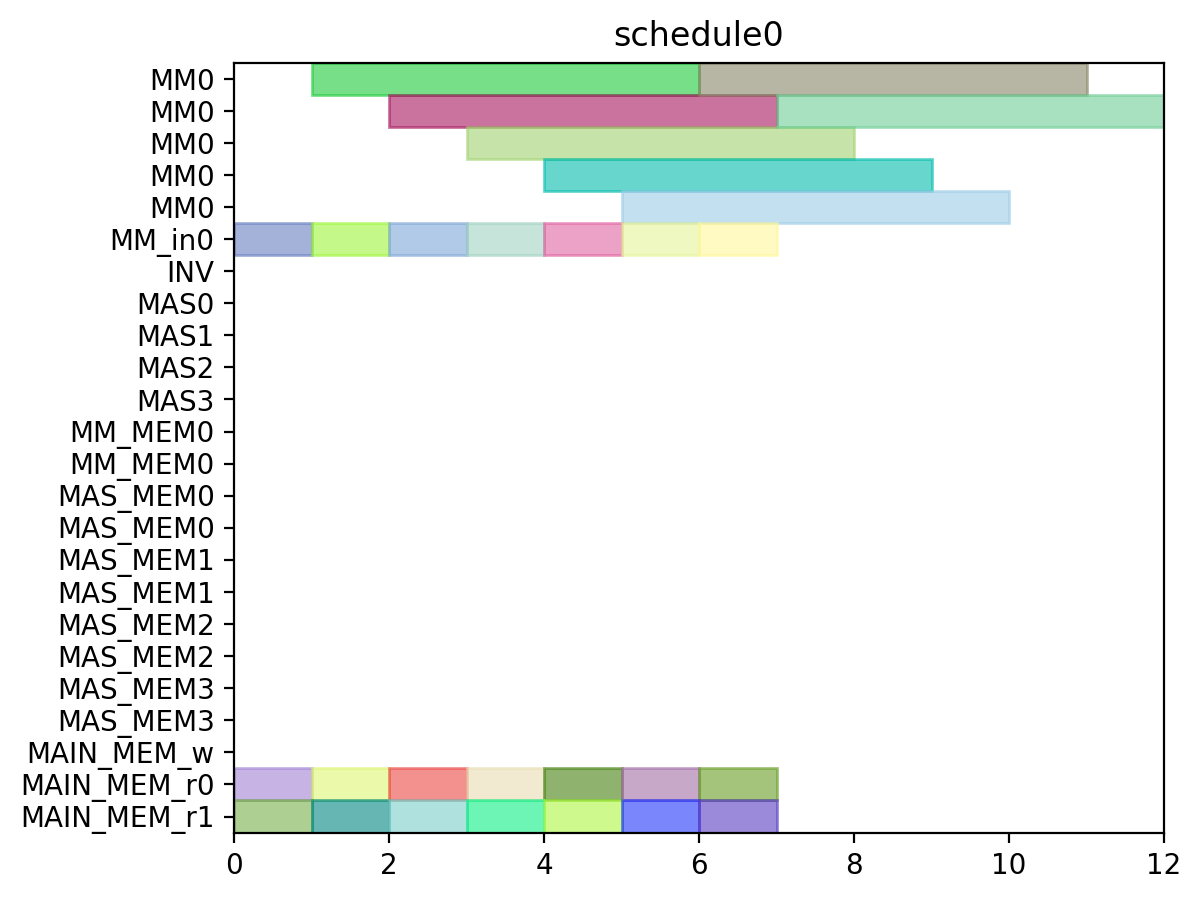 schedule0
MM0
MM0
MM0
MM0
MM0
MM_in0
INV
MAS0
MAS1
MAS2
MAS3
MM_MEM0
MM_MEM0
MAS_MEM0
MAS_MEM0
MAS_MEM1
MAS_MEM1
MAS_MEM2
MAS_MEM2
MAS_MEM3
MAS_MEM3
MAIN_MEM_w
MAIN_MEM_r0
MAIN_MEM_r1
0 2 4 6 8 10 12